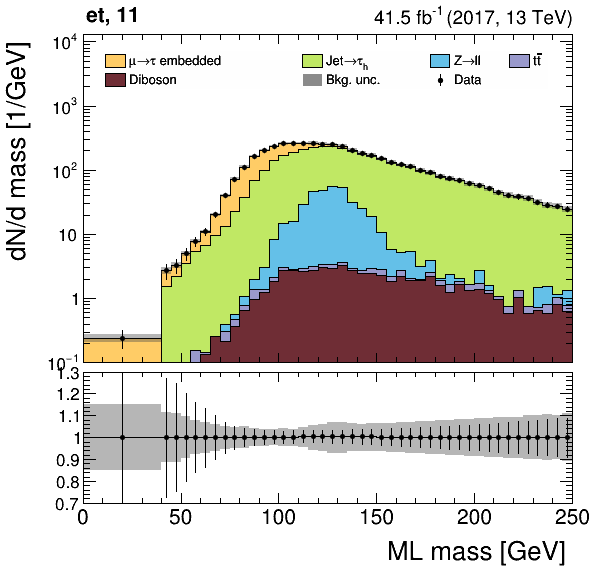 et, 11 41.5 fb⁻¹ (2017, 13 TeV)
dN/d mass [1/GeV]
10⁴
μ→τ embedded Jet→τₕ Z→ll tt̄
Diboson Bkg. unc. Data
10³
10²
10
1
10⁻¹
1.3
1.2
1.1
1
0.9
0.8
0.7
0 50 100 150 200 250
ML mass [GeV]